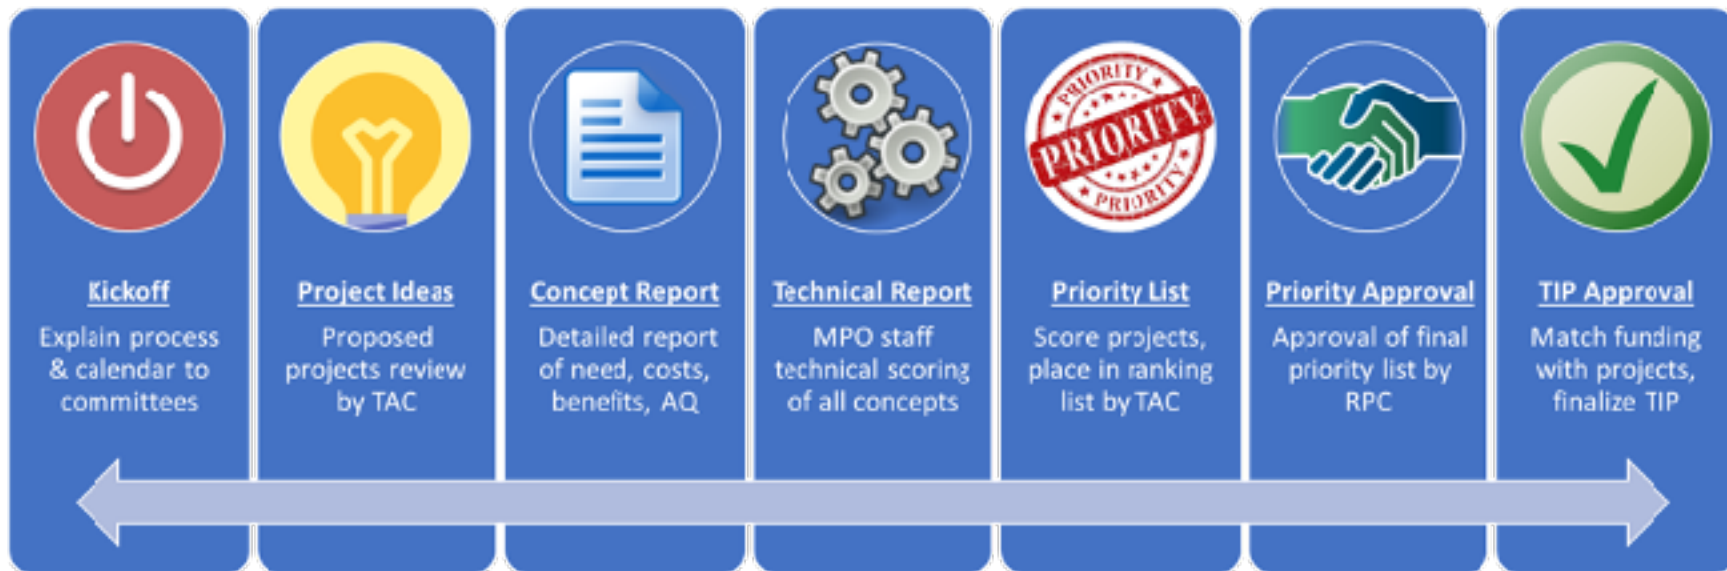 PRIORITY
PRIORITY
PRIORITY
Kickoff
Explain process
& calendar to
committees
Project Ideas
Proposed
projects review
by TAC
Concept Report
Detailed report
of need, costs,
benefits, AQ
Technical Report
MPO staff
technical scoring
of all concepts
Priority List
Score projects,
place in ranking
list by TAC
Priority Approval
Approval of final
priority list by
RPC
TIP Approval
Match funding
with projects,
finalize TIP